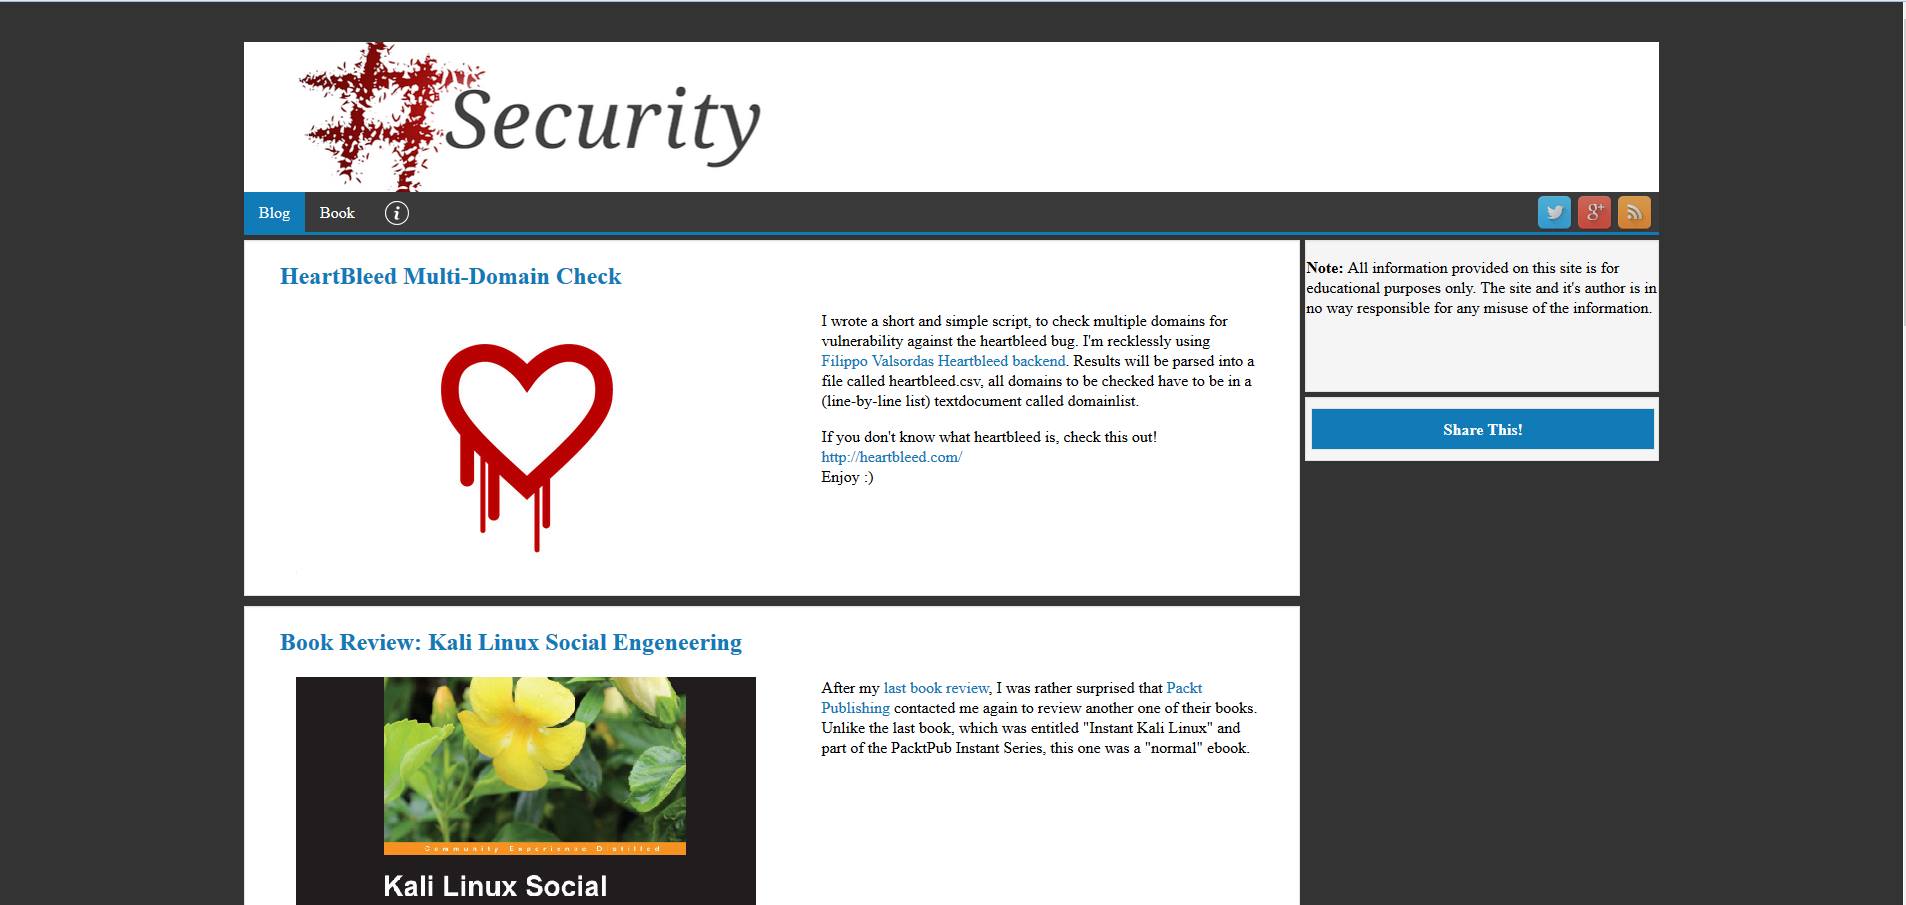 #Security
Blog Book i
g+
HeartBleed Multi-Domain Check
I wrote a short and simple script, to check multiple domains for
vulnerability against the heartbleed bug. I'm recklessly using
Filippo Valsordas Heartbleed backend. Results will be parsed into a
file called heartbleed.csv, all domains to be checked have to be in a
(line-by-line list) textdocument called domainlist.
If you don't know what heartbleed is, check this out!
http://heartbleed.com/
Enjoy :)
Note: All information provided on this site is for
educational purposes only. The site and it's author is in
no way responsible for any misuse of the information.
Share This!
Book Review: Kali Linux Social Engeneering
Community Experience Distilled
Kali Linux Social
After my last book review, I was rather surprised that Packt
Publishing contacted me again to review another one of their books.
Unlike the last book, which was entitled "Instant Kali Linux" and
part of the PacktPub Instant Series, this one was a "normal" ebook.